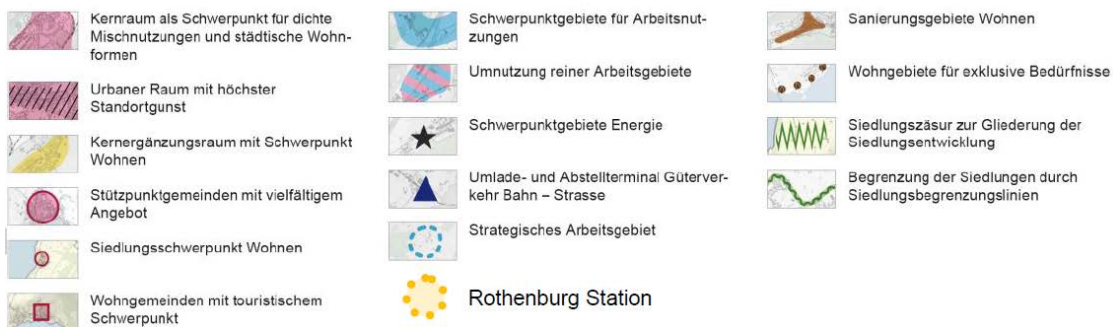 Kernraum als Schwerpunkt für dichte
Mischnutzungen und städtische Wohn-
formen
Urbaner Raum mit höchster
Standortgunst
Kernergänzungsraum mit Schwerpunkt
Wohnen
Stützpunktgemeinden mit vielfältigem
Angebot
Siedlungsschwerpunkt Wohnen
Wohngemeinden mit touristischem
Schwerpunkt
Schwerpunktgebiete für Arbeitsnut-
zungen
Umnutzung reiner Arbeitsgebiete
Schwerpunktgebiete Energie
Umlade- und Abstellterminal Güterver-
kehr Bahn – Strasse
Strategisches Arbeitsgebiet
Rothenburg Station
Sanierungsgebiete Wohnen
Wohngebiete für exklusive Bedürfnisse
Siedlungszäsur zur Gliederung der
Siedlungsentwicklung
Begrenzung der Siedlungen durch
Siedlungsbegrenzungslinien